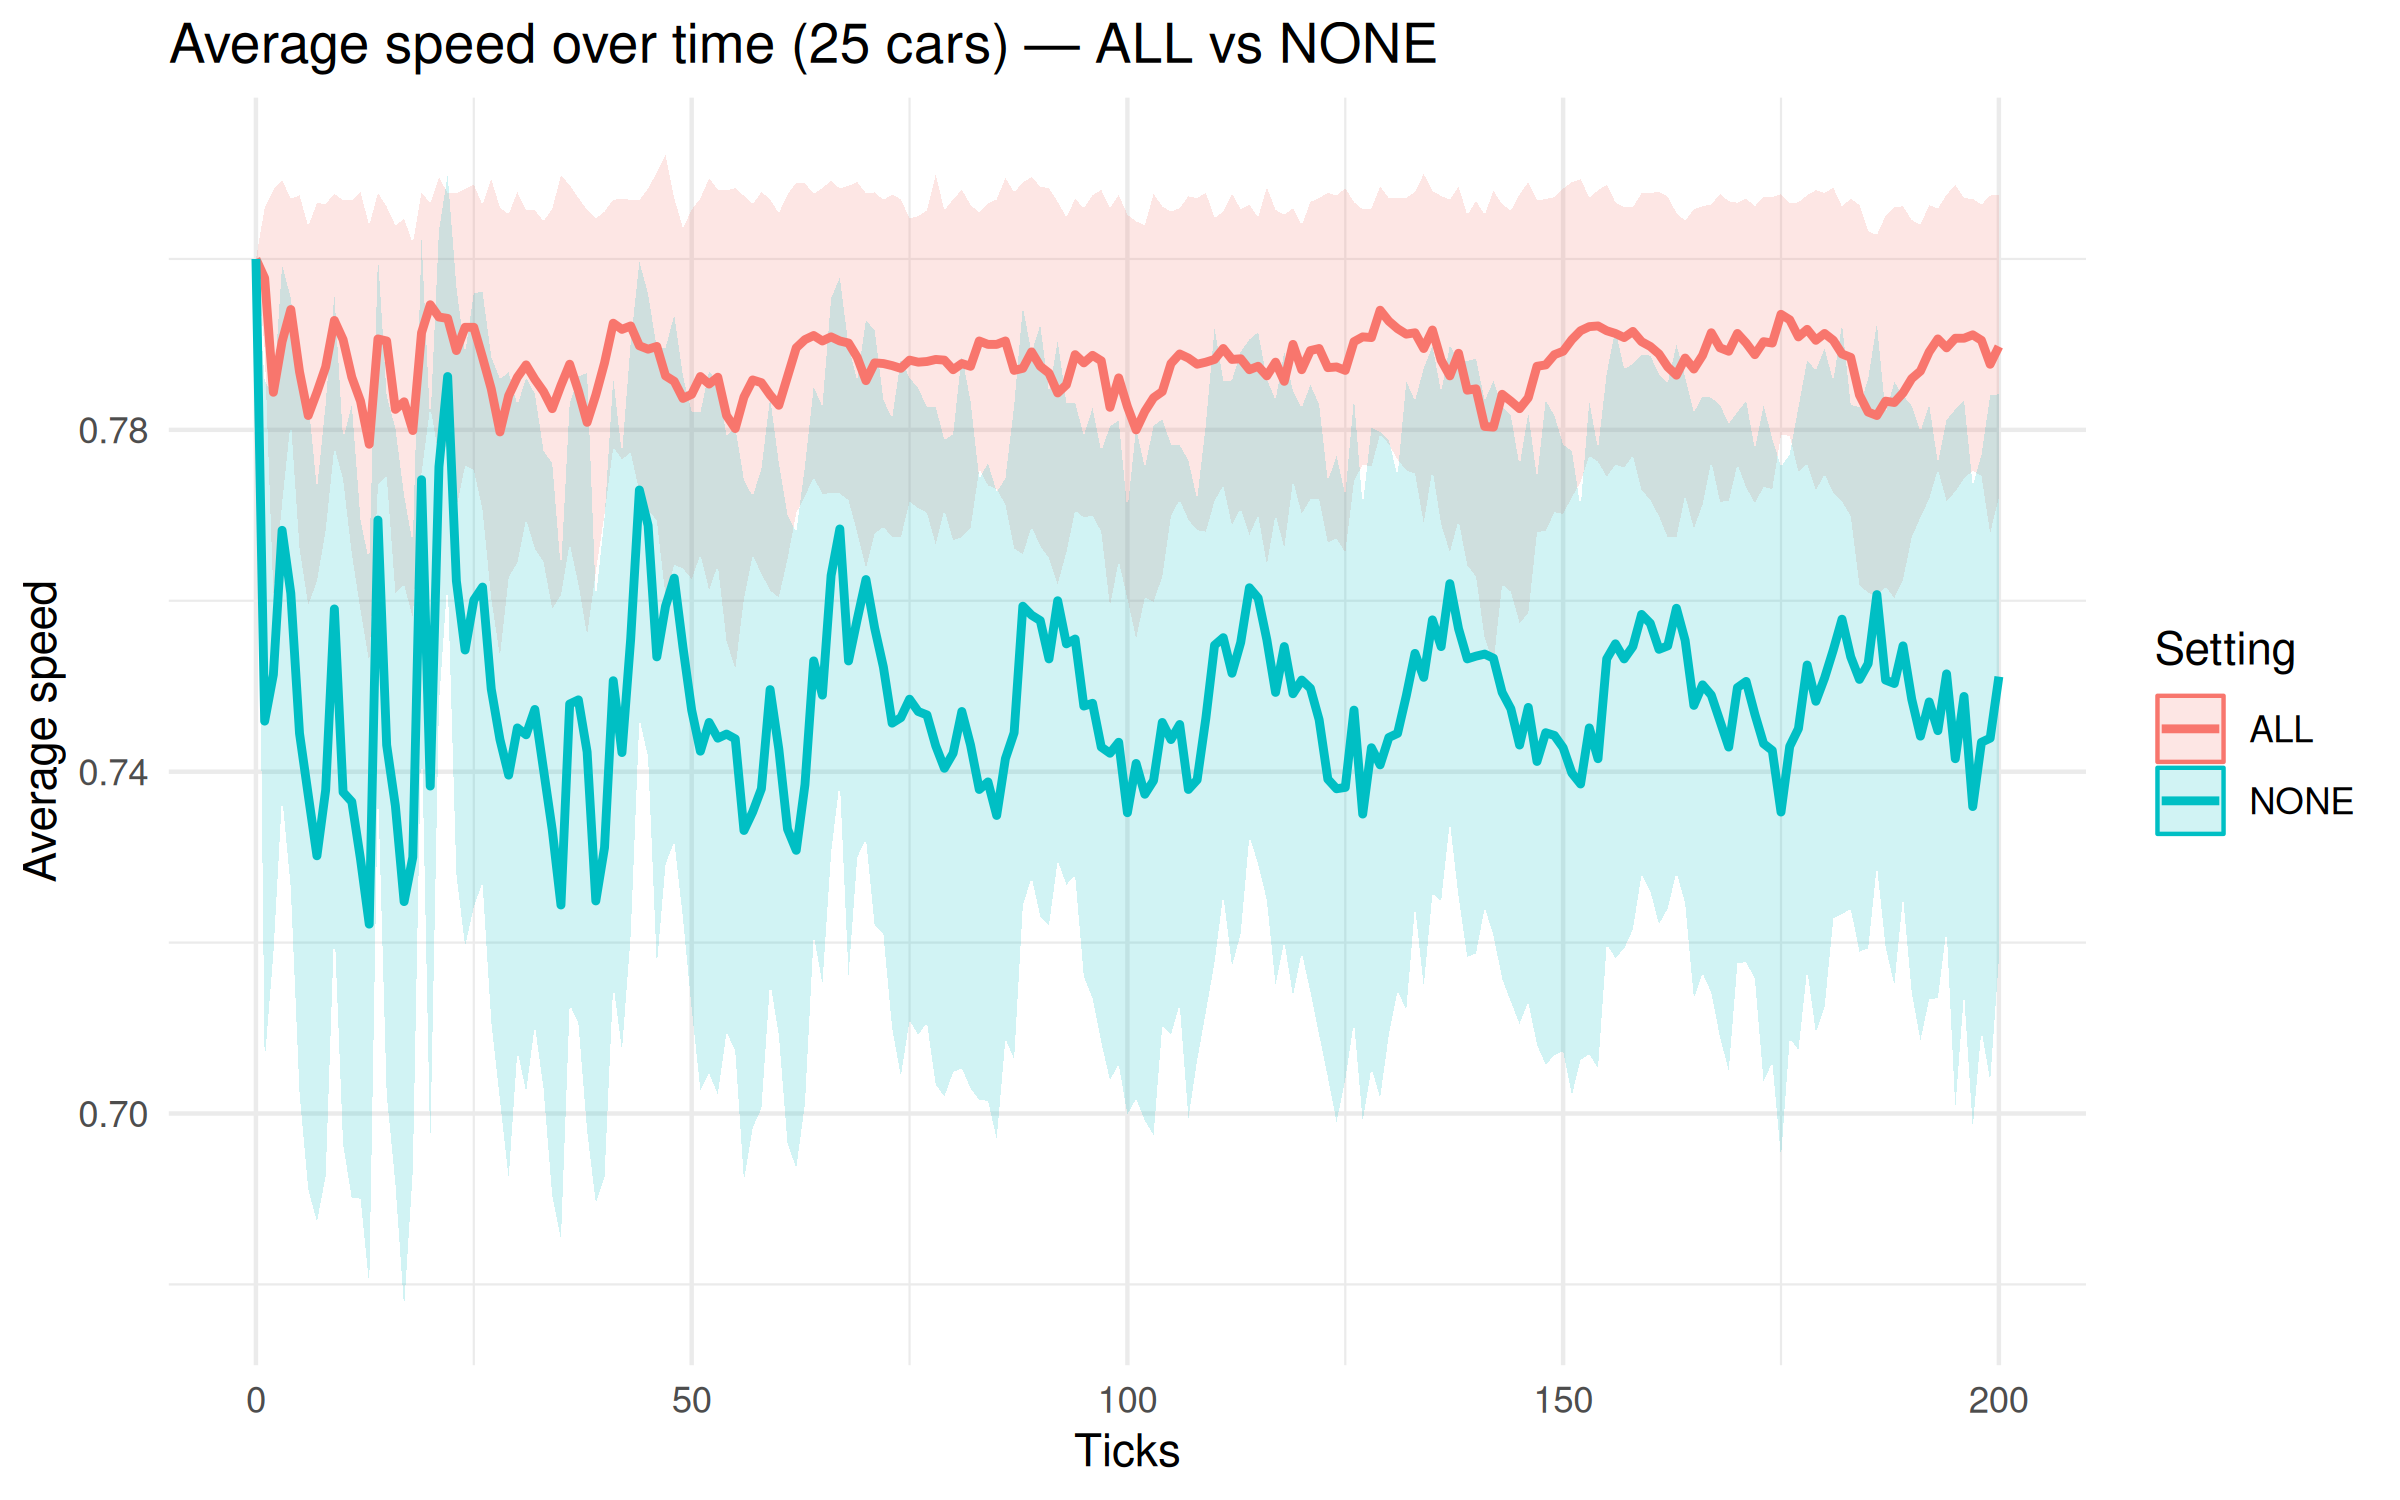 Average speed over time (25 cars) — ALL vs NONE
Average speed
0.78
0.74
0.70
0
50
100
150
200
Ticks
Setting
ALL
NONE